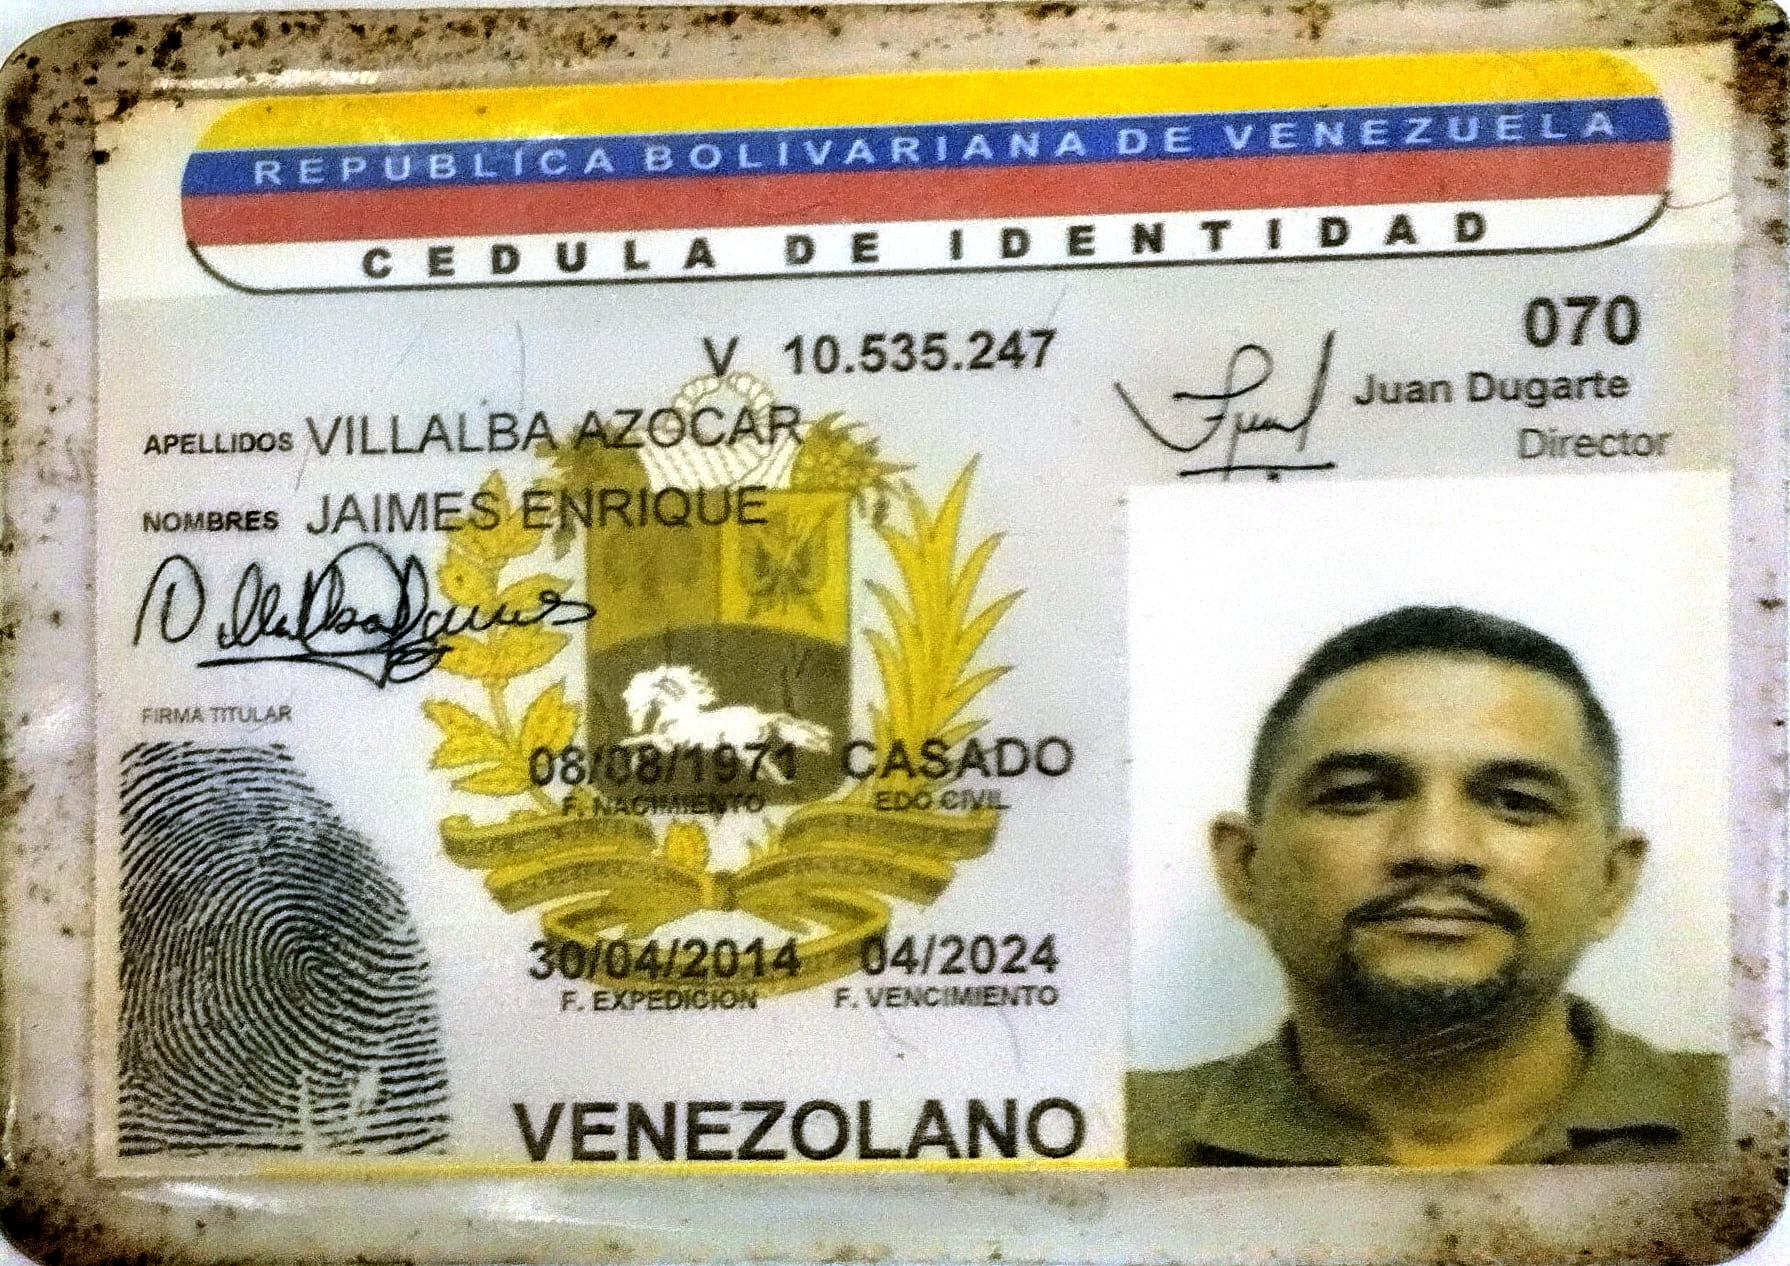 REPUBLICA BOLIVARIANA DE VENEZUELA
CEDULA DE IDENTIDAD
V 10.535.247
070
Juan Dugarte
Director
APELLIDOS VILLALBA AZOCAR
NOMBRES JAIMES ENRIQUE
FIRMA TITULAR
08/08/1971 CASADO
F. NACIMIENTO EDO CIVIL
30/04/2014 04/2024
F. EXPEDICION F. VENCIMIENTO
VENEZOLANO